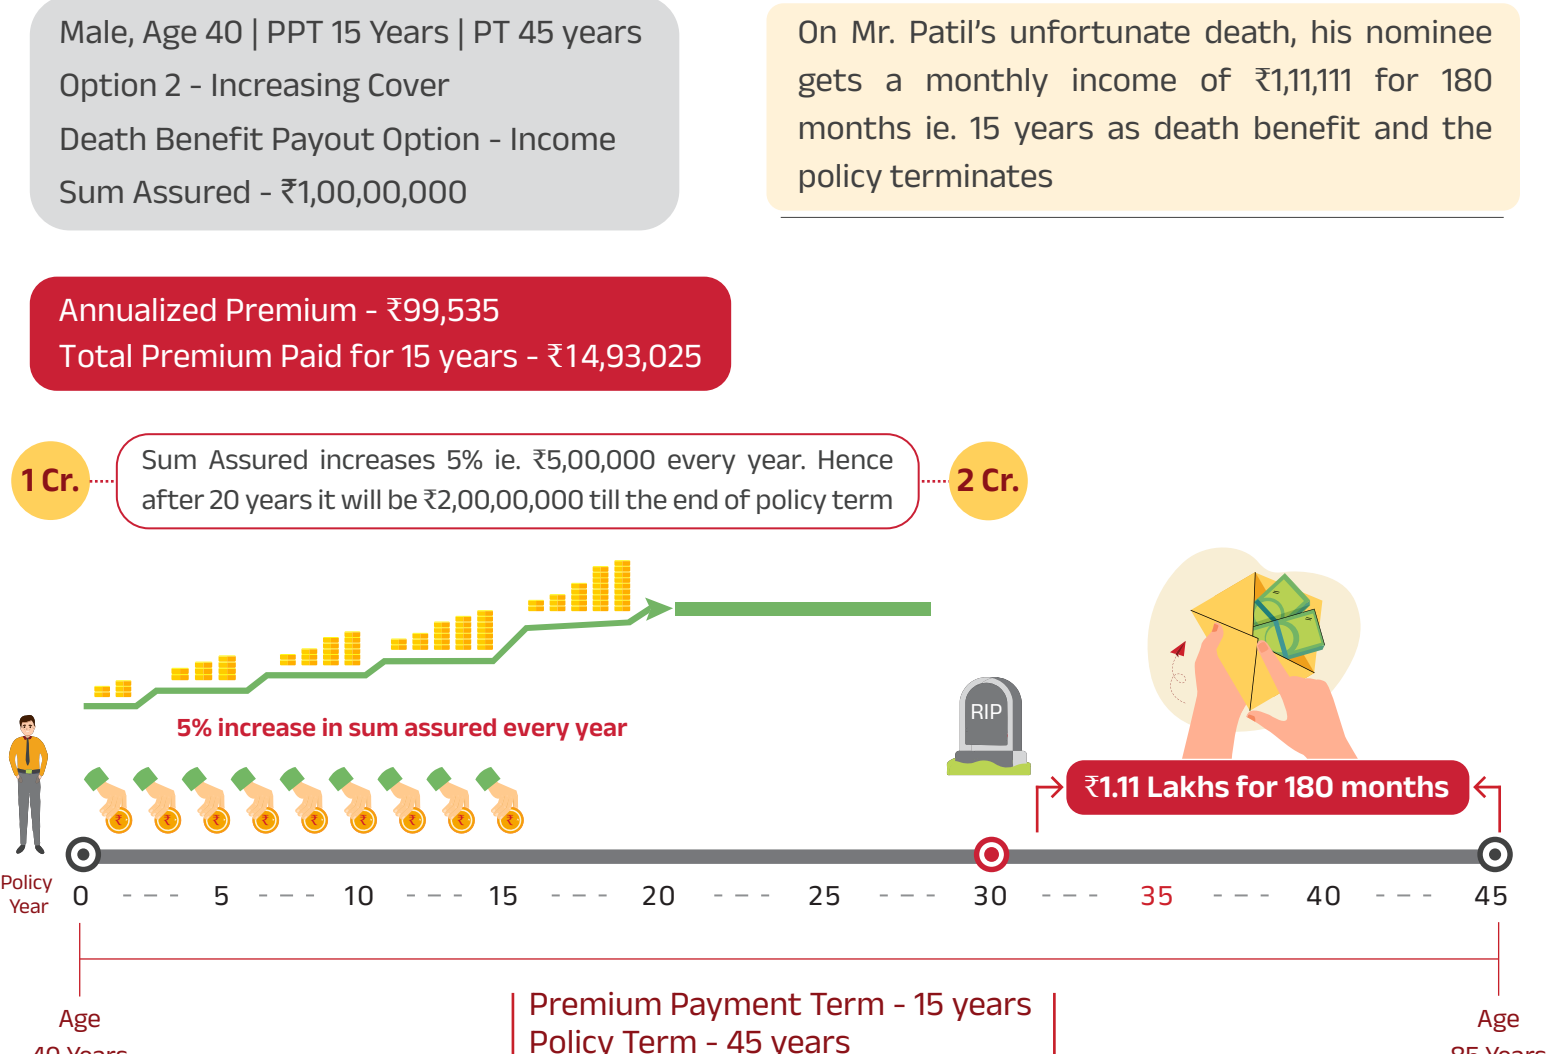 Male, Age 40 | PPT 15 Years | PT 45 years
Option 2 - Increasing Cover
Death Benefit Payout Option - Income
Sum Assured - ₹1,00,00,000
On Mr. Patil’s unfortunate death, his nominee
gets a monthly income of ₹1,11,111 for 180
months ie. 15 years as death benefit and the
policy terminates
Annualized Premium - ₹99,535
Total Premium Paid for 15 years - ₹14,93,025
1 Cr.
Sum Assured increases 5% ie. ₹5,00,000 every year. Hence
after 20 years it will be ₹2,00,00,000 till the end of policy term
2 Cr.
5% increase in sum assured every year
RIP
₹1.11 Lakhs for 180 months
₹ ₹ ₹ ₹ ₹ ₹ ₹ ₹ ₹
Policy
Year
0 --- 5 --- 10 --- 15 --- 20 --- 25 --- 30 --- 35 --- 40 --- 45
Premium Payment Term - 15 years
Policy Term - 45 years
Age
40 Years
Age
85 Years